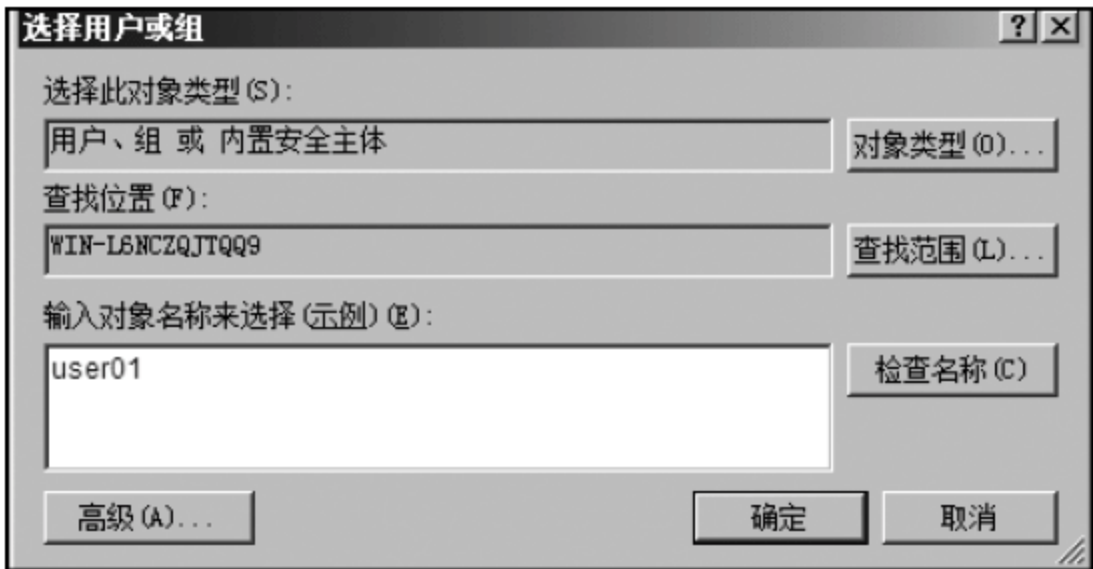 选择用户或组
选择此对象类型(S):
用户、组 或 内置安全主体
对象类型(O)...
查找位置(F):
WIN-L6NCZQJTQQ9
查找范围(L)...
输入对象名称来选择(示例)(E):
user01
检查名称(C)
高级(A)...
确定
取消